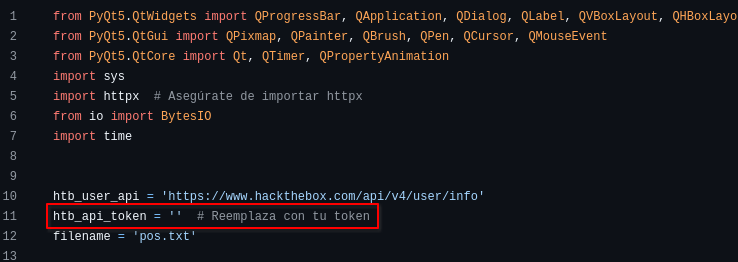 1 from PyQt5.QtWidgets import QProgressBar, QApplication, QDialog, QLabel, QVBoxLayout, QHBoxLayo
2 from PyQt5.QtGui import QPixmap, QPainter, QBrush, QPen, QCursor, QMouseEvent
3 from PyQt5.QtCore import Qt, QTimer, QPropertyAnimation
4 import sys
5 import httpx  # Asegúrate de importar httpx
6 from io import BytesIO
7 import time
8
9
10 htb_user_api = 'https://www.hackthebox.com/api/v4/user/info'
11 htb_api_token = ''  # Reemplaza con tu token
12 filename = 'pos.txt'
13